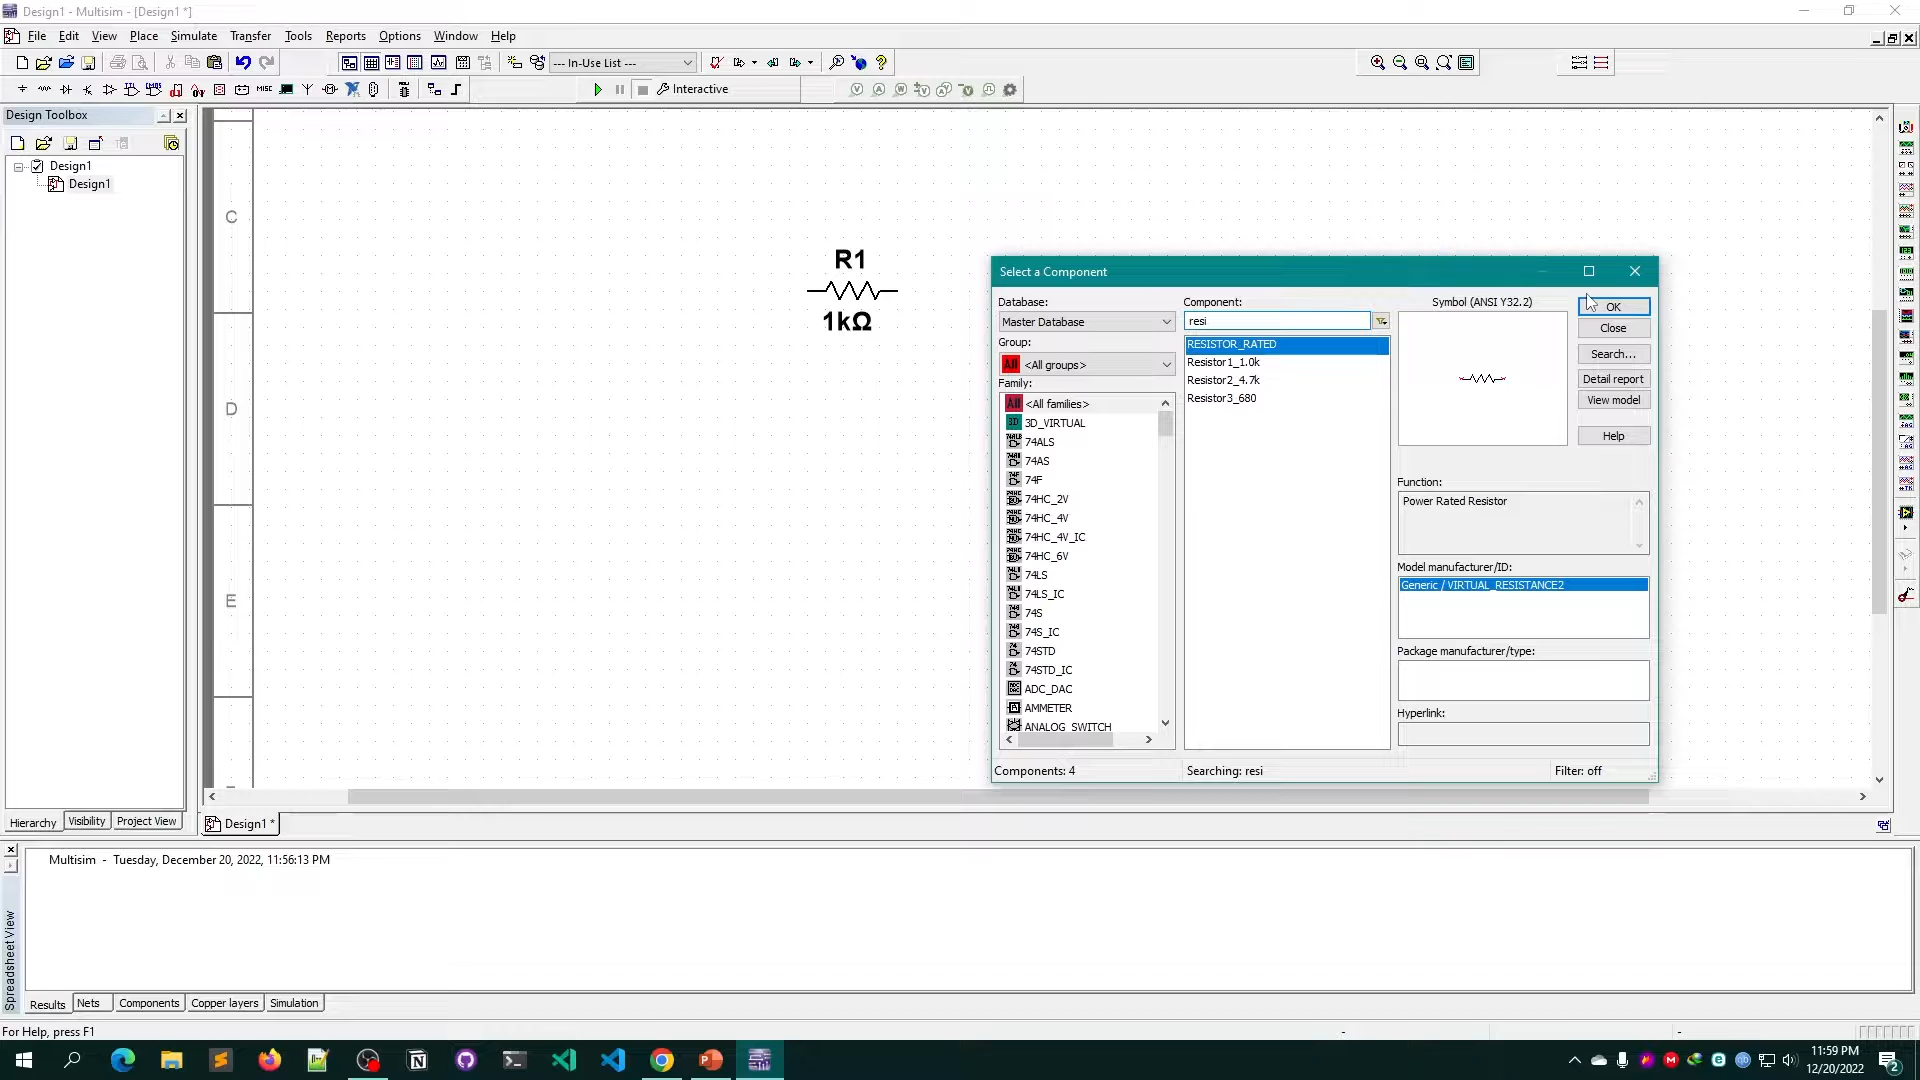 Design1 - Multisim - [Design1 *]
File Edit View Place Simulate Transfer Tools Reports Options Window Help
--- In-Use List ---
MISC Interactive
Design Toolbox
Design1
Design1
C
D
E
R1
1kΩ
Select a Component
Database:
Master Database
Group:
All <All groups>
Family:
All <All families>
3D_VIRTUAL
74ALS
74AS
74F
74HC_2V
74HC_4V
74HC_4V_IC
74HC_6V
74LS
74LS_IC
74S
74S_IC
74STD
74STD_IC
ADC_DAC
AMMETER
ANALOG_SWITCH
Components: 4
Component:
resi
RESISTOR_RATED
Resistor1_1.0k
Resistor2_4.7k
Resistor3_680
Searching: resi
Symbol (ANSI Y32.2)
OK
Close
Search...
Detail report
View model
Help
Function:
Power Rated Resistor
Model manufacturer/ID:
Generic / VIRTUAL_RESISTANCE2
Package manufacturer/type:
Hyperlink:
Filter: off
Hierarchy Visibility Project View
Design1 *
Multisim - Tuesday, December 20, 2022, 11:56:13 PM
Spreadsheet View
Results Nets Components Copper layers Simulation
For Help, press F1
- -
11:59 PM
12/20/2022
2